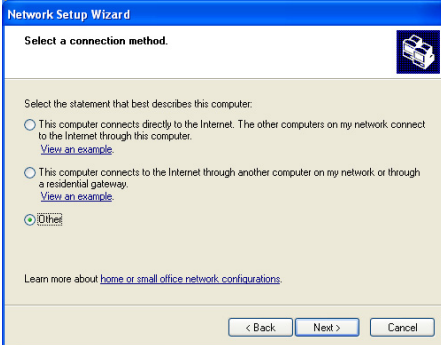 Network Setup Wizard
Select a connection method.
Select the statement that best describes this computer:
This computer connects directly to the Internet. The other computers on my network connect
to the Internet through this computer.
View an example.
This computer connects to the Internet through another computer on my network or through
a residential gateway.
View an example.
Other
Learn more about home or small office network configurations.
< Back Next > Cancel